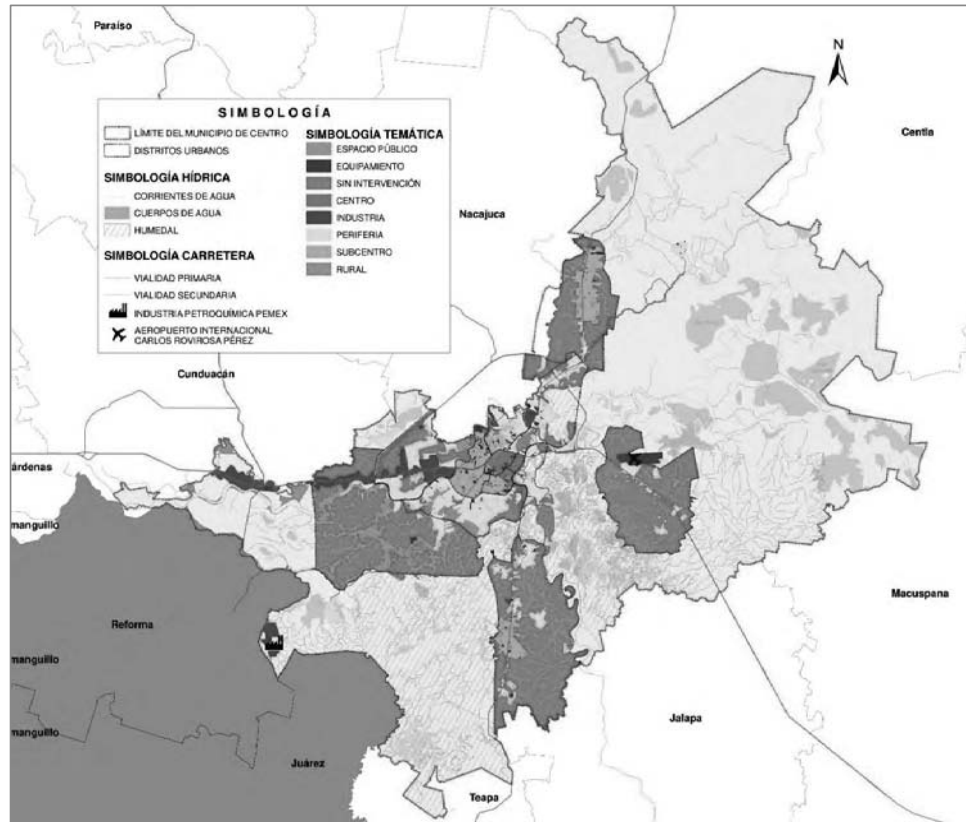 Paraíso
N
Centla
SIMBOLOGÍA
LÍMITE DEL MUNICIPIO DE CENTRO
DISTRITOS URBANOS
SIMBOLOGÍA HÍDRICA
CORRIENTES DE AGUA
CUERPOS DE AGUA
HUMEDAL
SIMBOLOGÍA CARRETERA
VIALIDAD PRIMARIA
VIALIDAD SECUNDARIA
INDUSTRIA PETROQUÍMICA PEMEX
AEROPUERTO INTERNACIONAL
CARLOS ROVIROSA PÉREZ
SIMBOLOGÍA TEMÁTICA
ESPACIO PÚBLICO
EQUIPAMIENTO
SIN INTERVENCIÓN
CENTRO
INDUSTRIA
PERIFERIA
SUBCENTRO
RURAL
Nacajuca
Cunduacán
árdenas
manguillo
Reforma
Macuspana
manguillo
Jalapa
manguillo
Juárez
Teapa